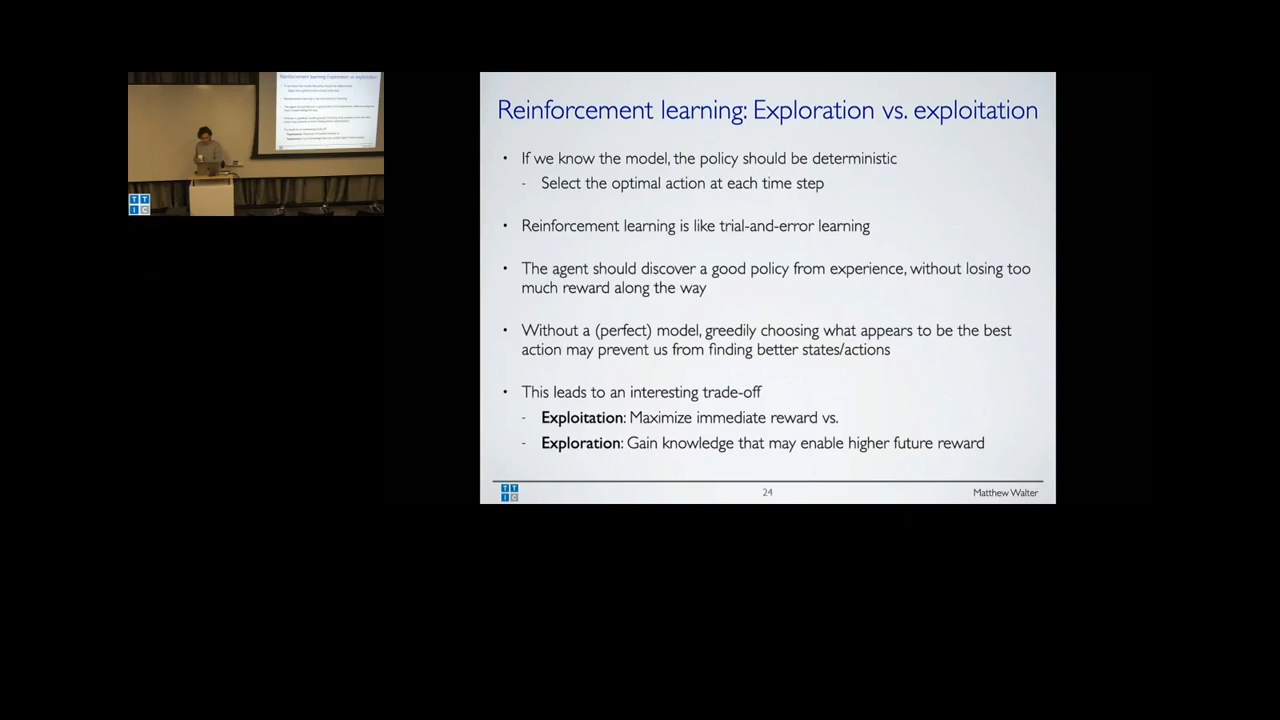 Reinforcement learning: Exploration vs. exploitation
• If we know the model, the policy should be deterministic
- Select the optimal action at each time step
• Reinforcement learning is like trial-and-error learning
• The agent should discover a good policy from experience, without losing too
much reward along the way
• Without a (perfect) model, greedily choosing what appears to be the best
action may prevent us from finding better states/actions
• This leads to an interesting trade-off
- Exploitation: Maximize immediate reward vs.
- Exploration: Gain knowledge that may enable higher future reward
T T
I C
24
Matthew Walter
T T
I C